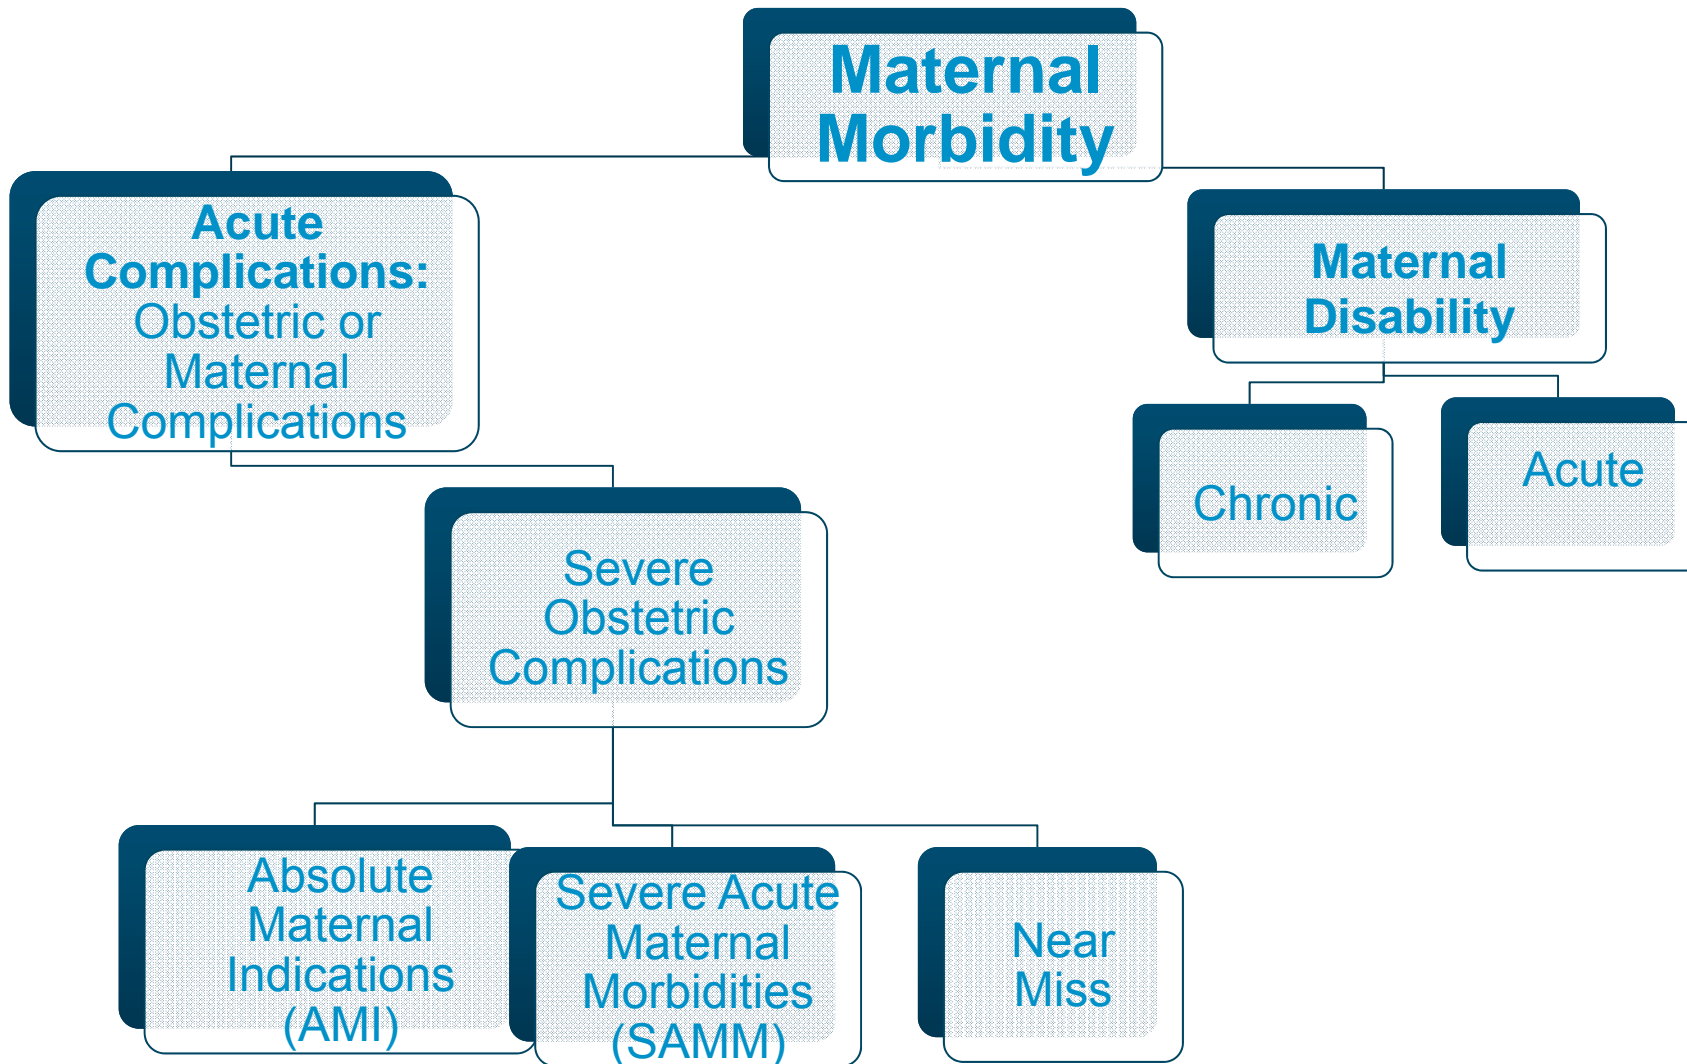 Maternal
Morbidity
Acute
Complications:
Obstetric or
Maternal
Complications
Maternal
Disability
Chronic
Acute
Severe
Obstetric
Complications
Absolute
Maternal
Indications
(AMI)
Severe Acute
Maternal
Morbidities
(SAMM)
Near
Miss